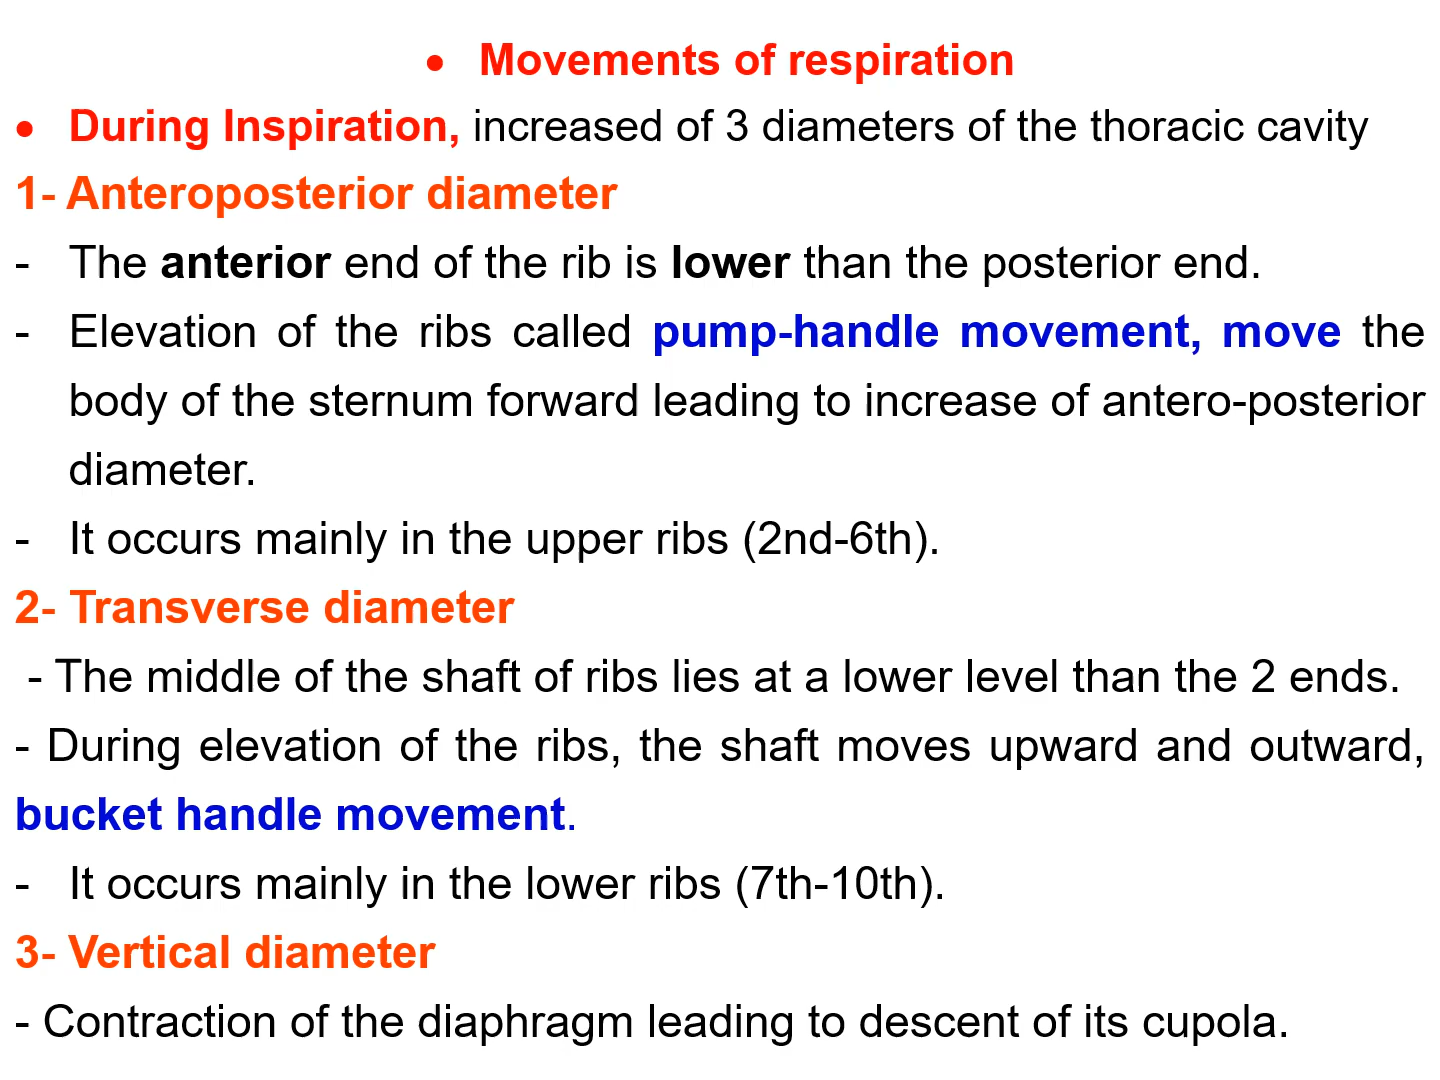 • Movements of respiration
• During Inspiration, increased of 3 diameters of the thoracic cavity
1- Anteroposterior diameter
- The anterior end of the rib is lower than the posterior end.
- Elevation of the ribs called pump-handle movement, move the
body of the sternum forward leading to increase of antero-posterior
diameter.
- It occurs mainly in the upper ribs (2nd-6th).
2- Transverse diameter
- The middle of the shaft of ribs lies at a lower level than the 2 ends.
- During elevation of the ribs, the shaft moves upward and outward,
bucket handle movement.
- It occurs mainly in the lower ribs (7th-10th).
3- Vertical diameter
- Contraction of the diaphragm leading to descent of its cupola.